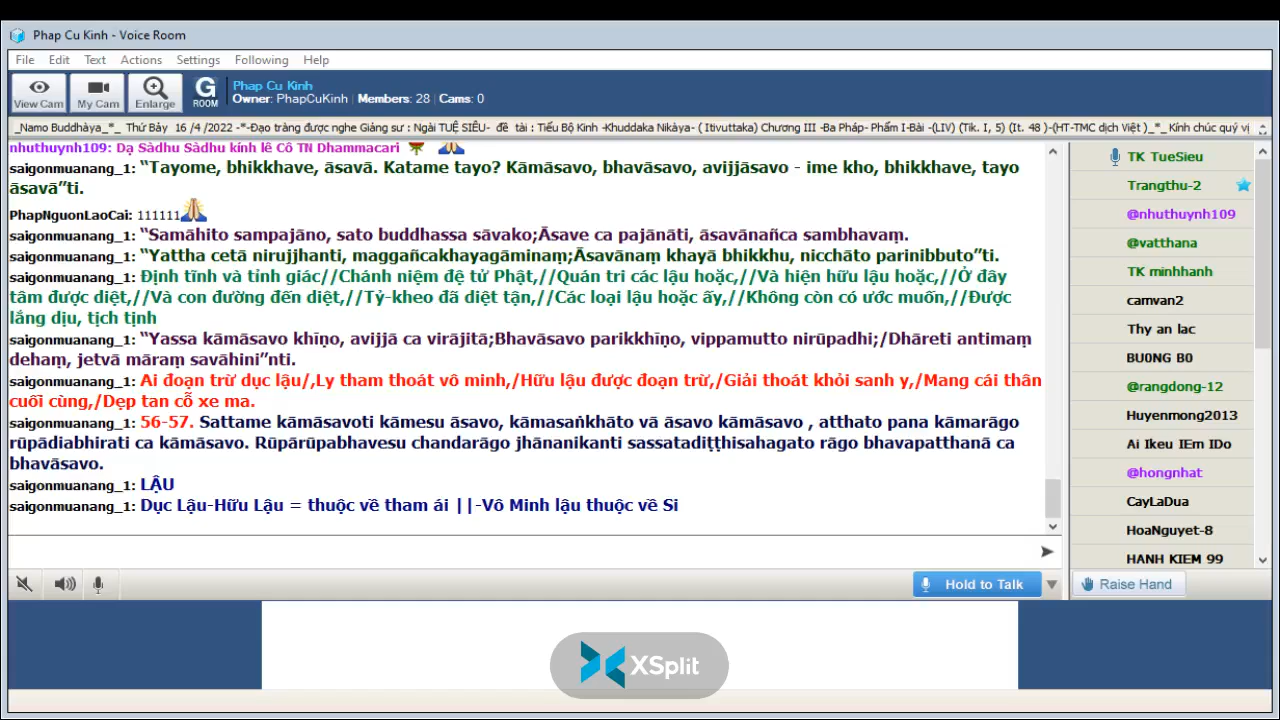 Phap Cu Kinh - Voice Room
File Edit Text Actions Settings Following Help
View Cam My Cam Enlarge G ROOM
Phap Cu Kinh
Owner: PhapCuKinh | Members: 28 | Cams: 0
_Namo Buddhàya_*_ Thứ Bảy 16 /4 /2022 -*-Đạo tràng được nghe Giảng sư : Ngài TUỆ SIÊU- đề tài : Tiểu Bộ Kinh -Khuddaka Nikàya- ( Itivuttaka) Chương III -Ba Pháp- Phẩm I-Bài -(LIV) (Tik. I, 5) (It. 48 )-(HT-TMC dịch Việt )_*_ Kính chúc quý vị
nhuthuynh109: Dạ Sàdhu Sàdhu kính lễ Cô TN Dhammacari
saigonmuanang_1: “Tayome, bhikkhave, āsavā. Katame tayo? Kāmāsavo, bhavāsavo, avijjāsavo - ime kho, bhikkhave, tayo
āsavā”ti.
PhapNguonLaoCai: 111111
saigonmuanang_1: “Samāhito sampajāno, sato buddhassa sāvako;Āsave ca pajānāti, āsavānañca sambhavaṃ.
saigonmuanang_1: “Yattha cetā nirujjhanti, maggañcakhayagāminaṃ;Āsavānaṃ khayā bhikkhu, nicchāto parinibbuto”ti.
saigonmuanang_1: Định tĩnh và tỉnh giác//Chánh niệm đệ tử Phật,//Quán tri các lậu hoặc,//Và hiện hữu lậu hoặc,//Ở đây
tâm được diệt,//Và con đường đến diệt,//Tỷ-kheo đã diệt tận,//Các loại lậu hoặc ấy,//Không còn có ước muốn,//Được
lắng dịu, tịch tịnh
saigonmuanang_1: “Yassa kāmāsavo khīṇo, avijjā ca virājitā;Bhavāsavo parikkhīṇo, vippamutto nirūpadhi;/Dhāreti antimaṃ
dehaṃ, jetvā māraṃ savāhini”nti.
saigonmuanang_1: Ai đoạn trừ dục lậu/,Ly tham thoát vô minh,/Hữu lậu được đoạn trừ,/Giải thoát khỏi sanh y,/Mang cái thân
cuối cùng,/Dẹp tan cỗ xe ma.
saigonmuanang_1: 56-57. Sattame kāmāsavoti kāmesu āsavo, kāmasaṅkhāto vā āsavo kāmāsavo , atthato pana kāmarāgo
rūpādiabhirati ca kāmāsavo. Rūpārūpabhavesu chandarāgo jhānanikanti sassatadiṭṭhisahagato rāgo bhavapatthanā ca
bhavāsavo.
saigonmuanang_1: LẬU
saigonmuanang_1: Dục Lậu-Hữu Lậu = thuộc về tham ái ||-Vô Minh lậu thuộc về Si
TK TueSieu
Trangthu-2
@nhuthuynh109
@vatthana
TK minhhanh
camvan2
Thy an lac
BU0NG B0
@rangdong-12
Huyenmong2013
Ai Ikeu IEm IDo
@hongnhat
CayLaDua
HoaNguyet-8
HANH KIEM 99
Hold to Talk
Raise Hand
XSplit